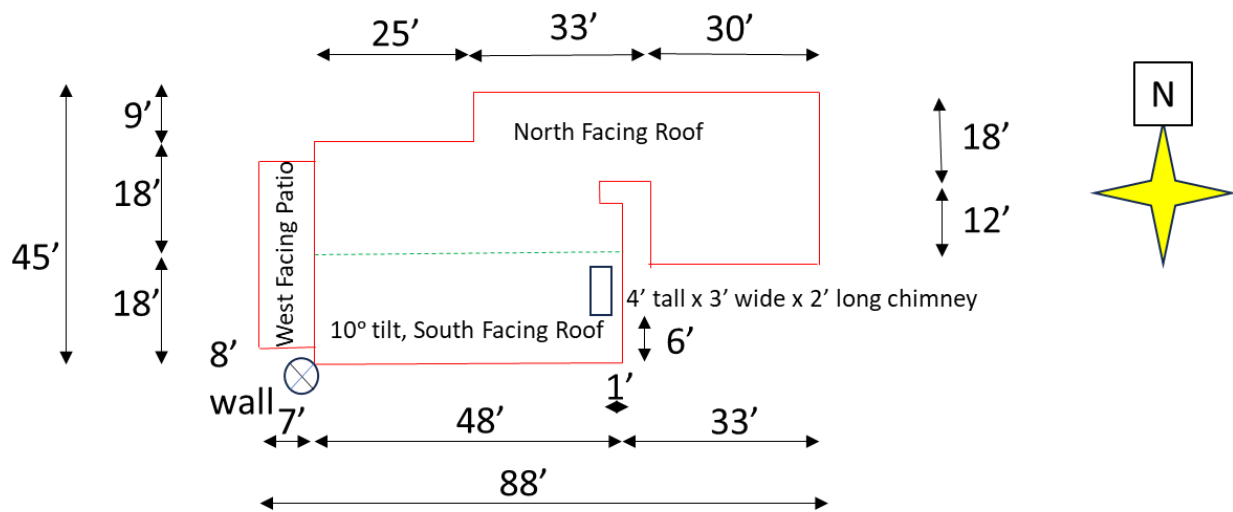 25’
33’
30’
N
9’
North Facing Roof
18’
18’
West Facing Patio
12’
45’
18’
4’ tall x 3’ wide x 2’ long chimney
10° tilt, South Facing Roof
6’
8’
wall
1’
7’
48’
33’
88’